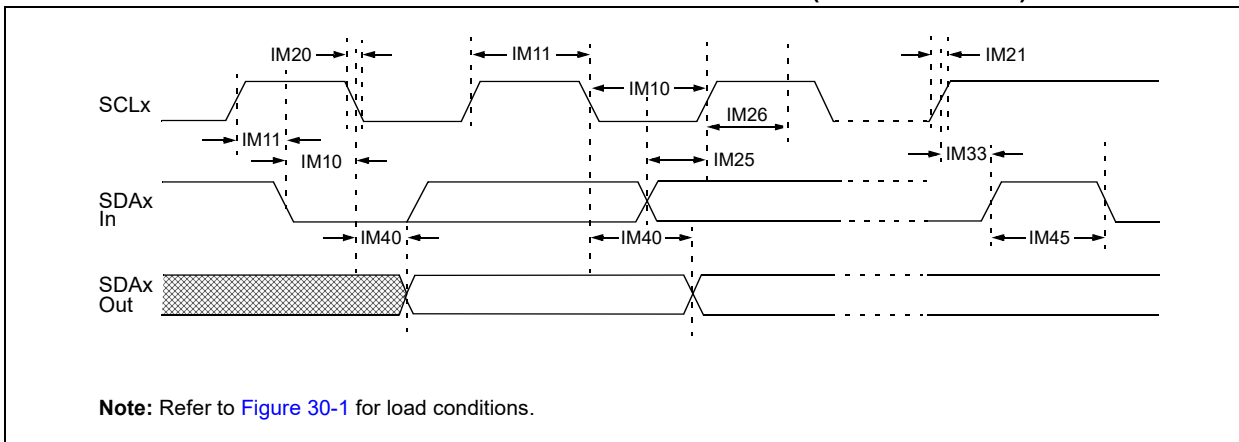 IM20
IM11
IM21
SCLx
IM10
IM26
IM11
IM10
IM25
IM33
SDAx
In
IM40
IM40
IM45
SDAx
Out
Note: Refer to Figure 30-1 for load conditions.